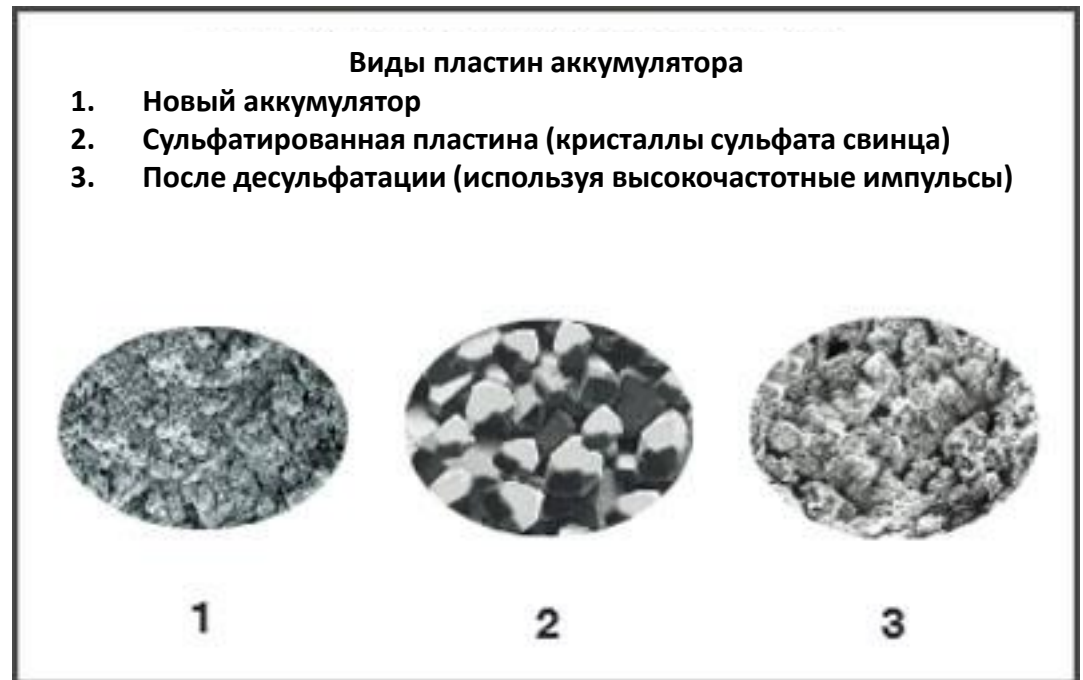 Виды пластин аккумулятора
1. Новый аккумулятор
2. Сульфатированная пластина (кристаллы сульфата свинца)
3. После десульфатации (используя высокочастотные импульсы)
1 2 3